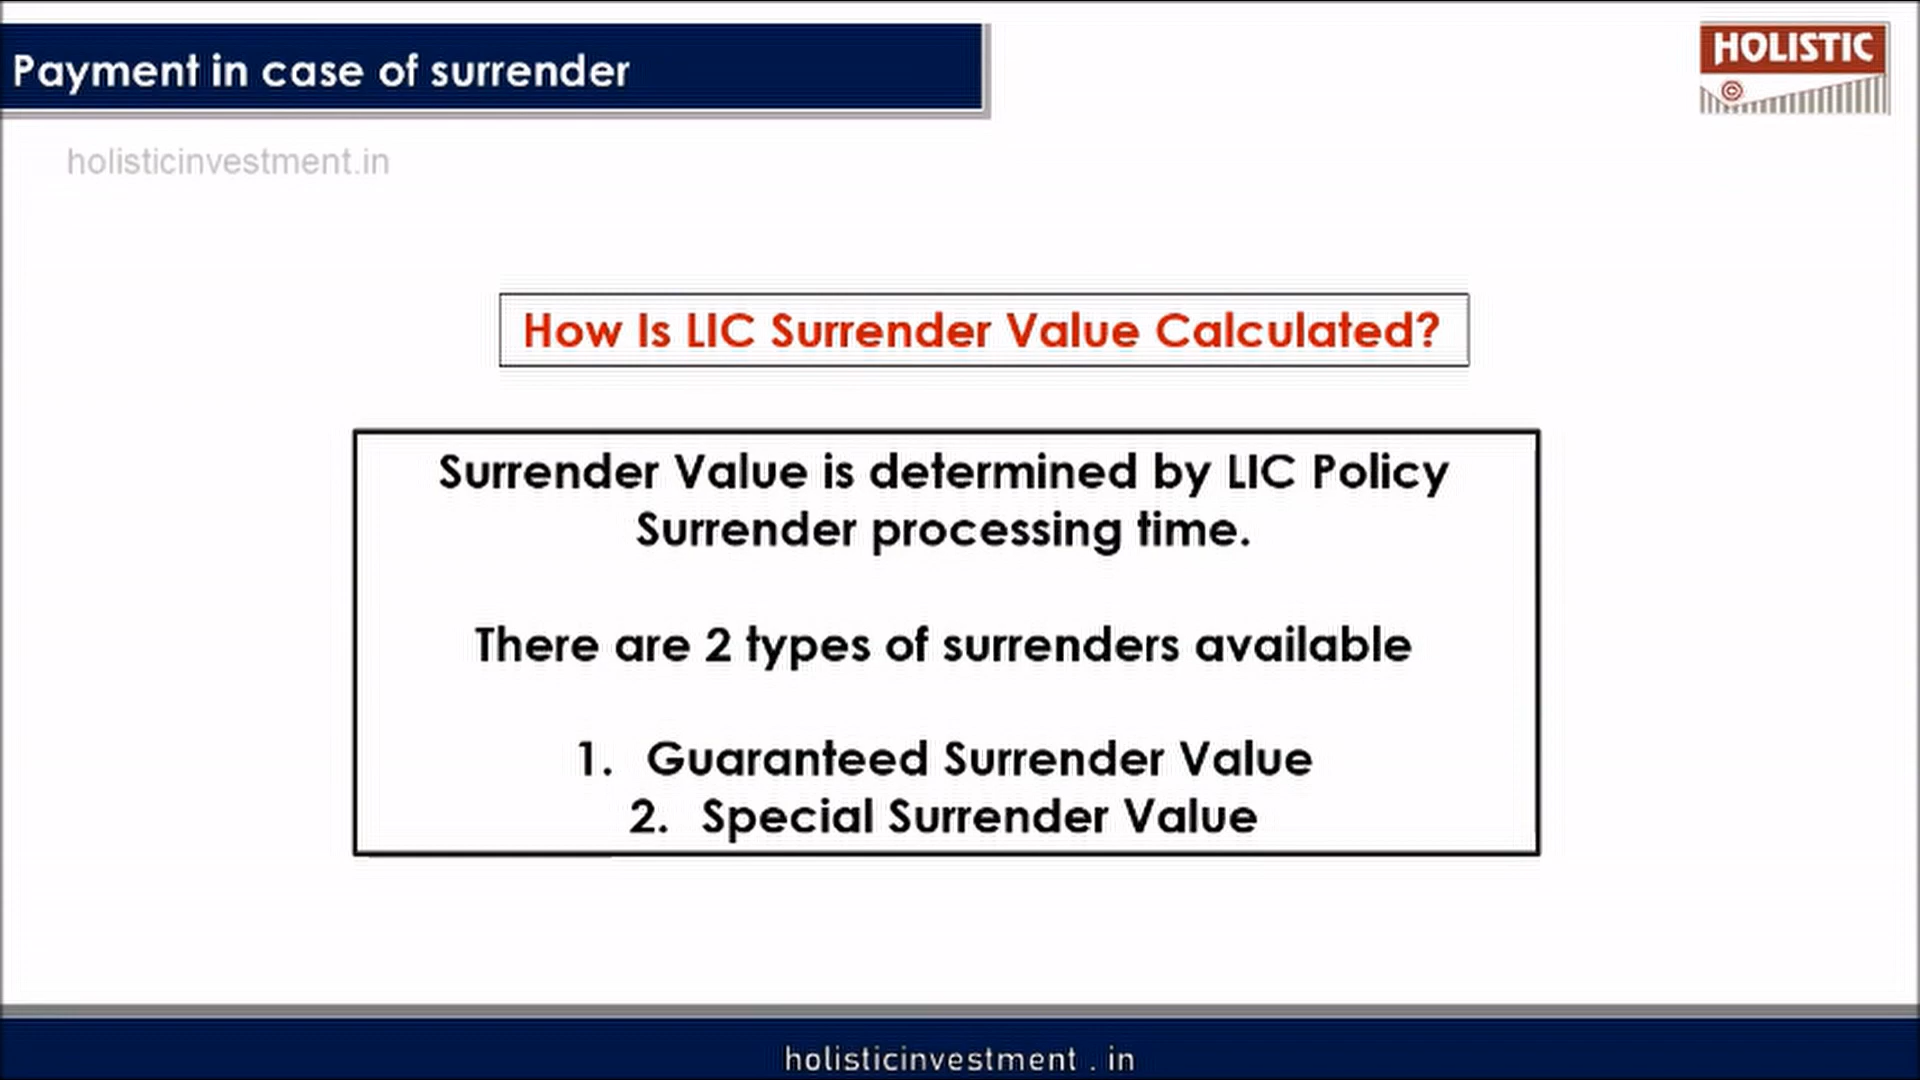 Payment in case of surrender
HOLISTIC
©
holisticinvestment.in
How Is LIC Surrender Value Calculated?
Surrender Value is determined by LIC Policy
Surrender processing time.
There are 2 types of surrenders available
1. Guaranteed Surrender Value
2. Special Surrender Value
holisticinvestment . in